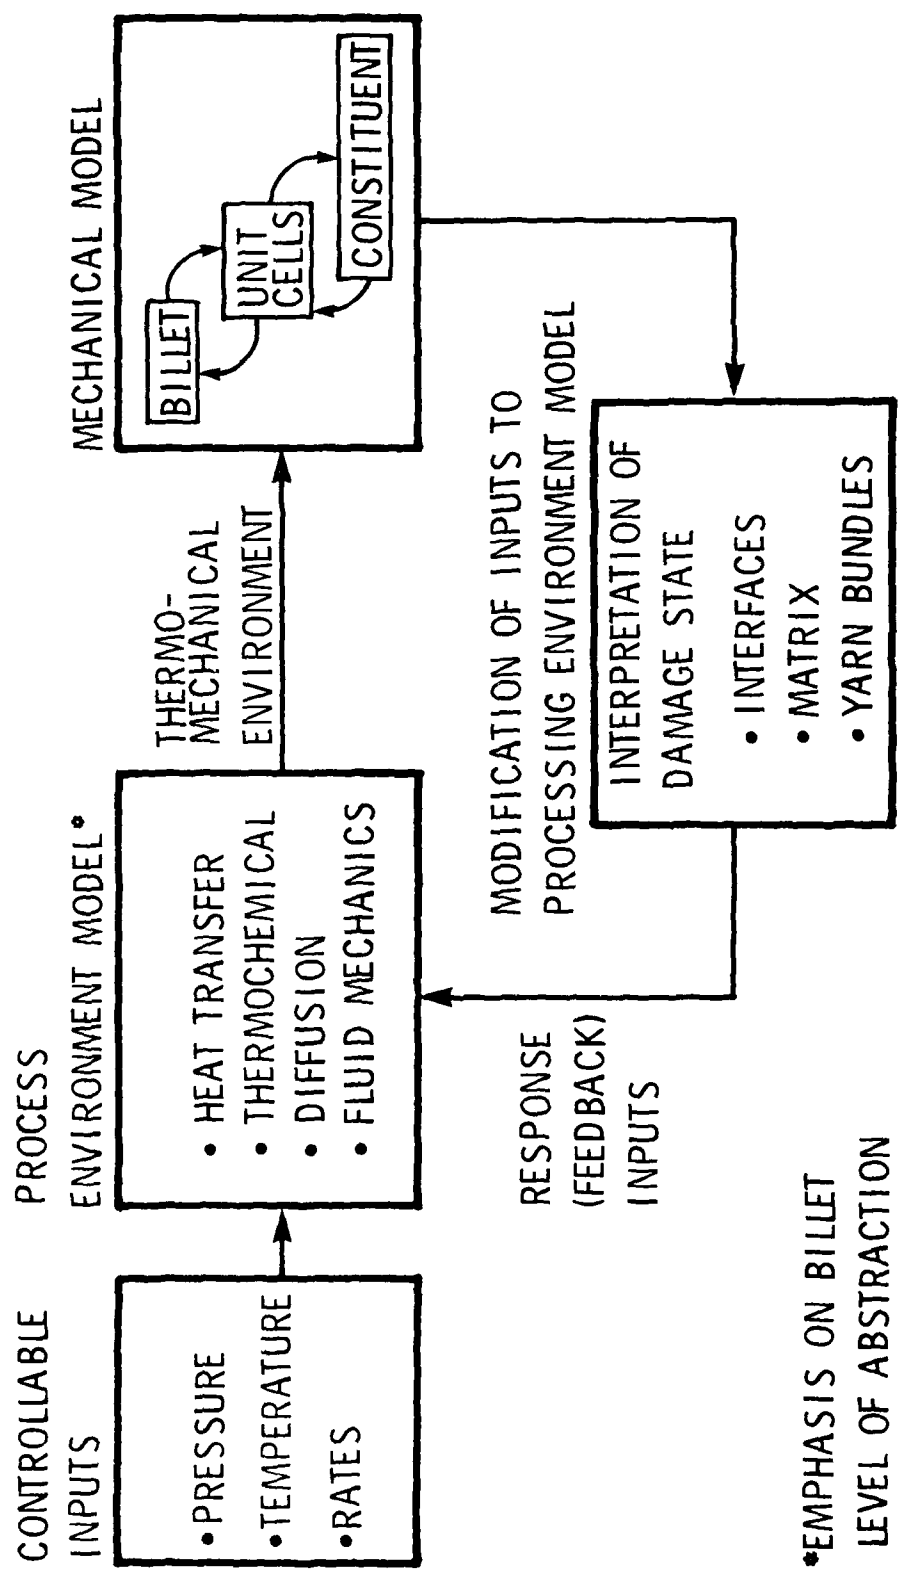 CONTROLLABLE
INPUTS
•PRESSURE
•TEMPERATURE
•RATES
PROCESS
ENVIRONMENT MODEL*
• HEAT TRANSFER
• THERMOCHEMICAL
• DIFFUSION
• FLUID MECHANICS
THERMO-
MECHANICAL
ENVIRONMENT
MECHANICAL MODEL
BILLET
UNIT
CELLS
CONSTITUENT
MODIFICATION OF INPUTS TO
PROCESSING ENVIRONMENT MODEL
INTERPRETATION OF
DAMAGE STATE
• INTERFACES
• MATRIX
• YARN BUNDLES
RESPONSE
(FEEDBACK)
INPUTS
*EMPHASIS ON BILLET
LEVEL OF ABSTRACTION